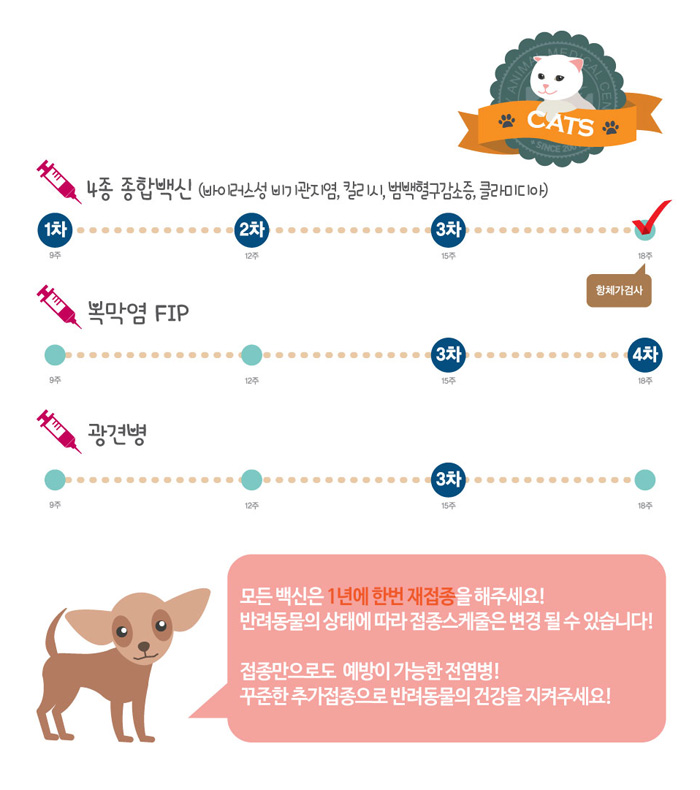 ANIMAL MEDICAL CEN
CATS
SINCE 200
4종 종합백신 (바이러스성 비기관지염, 칼리시, 범백혈구감소증, 클라미디아)
1차 2차 3차
9주 12주 15주 18주
항체가검사
복막염 FIP
3차 4차
9주 12주 15주 18주
광견병
3차
9주 12주 15주 18주
모든 백신은 1년에 한번 재접종을 해주세요!
반려동물의 상태에 따라 접종스케줄은 변경 될 수 있습니다!
접종만으로도 예방이 가능한 전염병!
꾸준한 추가접종으로 반려동물의 건강을 지켜주세요!